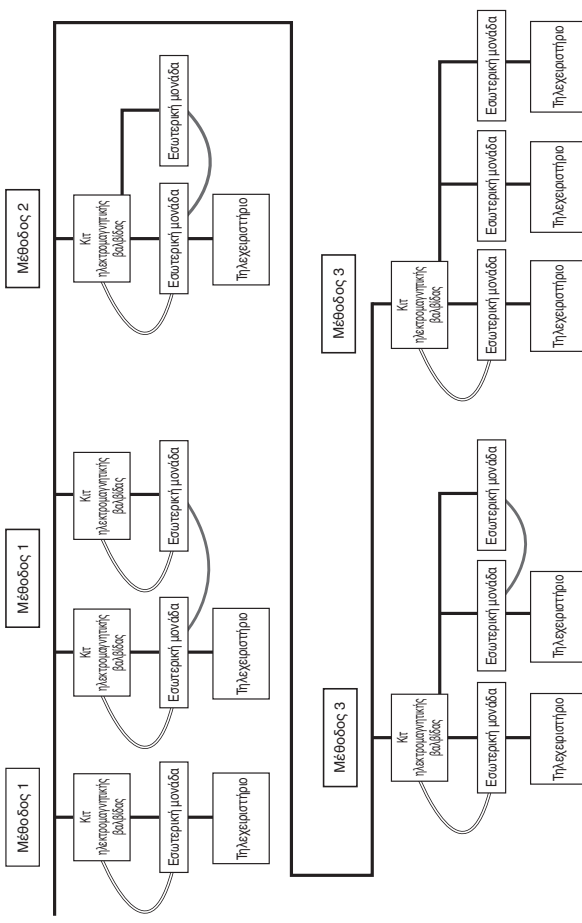 Μέθοδος 1
Κιτ
ηλεκτρομαγνητικής
βαλβίδας
Εσωτερική μονάδα
Τηλεχειριστήριο
Μέθοδος 1
Κιτ
ηλεκτρομαγνητικής
βαλβίδας
Εσωτερική μονάδα
Τηλεχειριστήριο
Κιτ
ηλεκτρομαγνητικής
βαλβίδας
Εσωτερική μονάδα
Μέθοδος 2
Κιτ
ηλεκτρομαγνητικής
βαλβίδας
Εσωτερική μονάδα
Εσωτερική μονάδα
Τηλεχειριστήριο
Μέθοδος 3
Κιτ
ηλεκτρομαγνητικής
βαλβίδας
Εσωτερική μονάδα
Εσωτερική μονάδα
Εσωτερική μονάδα
Τηλεχειριστήριο
Τηλεχειριστήριο
Μέθοδος 3
Κιτ
ηλεκτρομαγνητικής
βαλβίδας
Εσωτερική μονάδα
Εσωτερική μονάδα
Εσωτερική μονάδα
Τηλεχειριστήριο
Τηλεχειριστήριο
Τηλεχειριστήριο